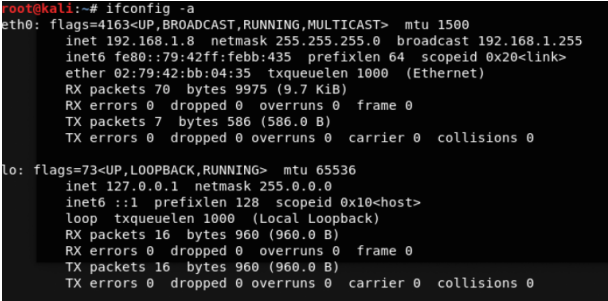 root@kali:~# ifconfig -a
eth0: flags=4163<UP,BROADCAST,RUNNING,MULTICAST>  mtu 1500
        inet 192.168.1.8  netmask 255.255.255.0  broadcast 192.168.1.255
        inet6 fe80::79:42ff:febb:435  prefixlen 64  scopeid 0x20<link>
        ether 02:79:42:bb:04:35  txqueuelen 1000  (Ethernet)
        RX packets 70  bytes 9975 (9.7 KiB)
        RX errors 0  dropped 0  overruns 0  frame 0
        TX packets 7  bytes 586 (586.0 B)
        TX errors 0  dropped 0 overruns 0  carrier 0  collisions 0

lo: flags=73<UP,LOOPBACK,RUNNING>  mtu 65536
        inet 127.0.0.1  netmask 255.0.0.0
        inet6 ::1  prefixlen 128  scopeid 0x10<host>
        loop  txqueuelen 1000  (Local Loopback)
        RX packets 16  bytes 960 (960.0 B)
        RX errors 0  dropped 0  overruns 0  frame 0
        TX packets 16  bytes 960 (960.0 B)
        TX errors 0  dropped 0 overruns 0  carrier 0  collisions 0